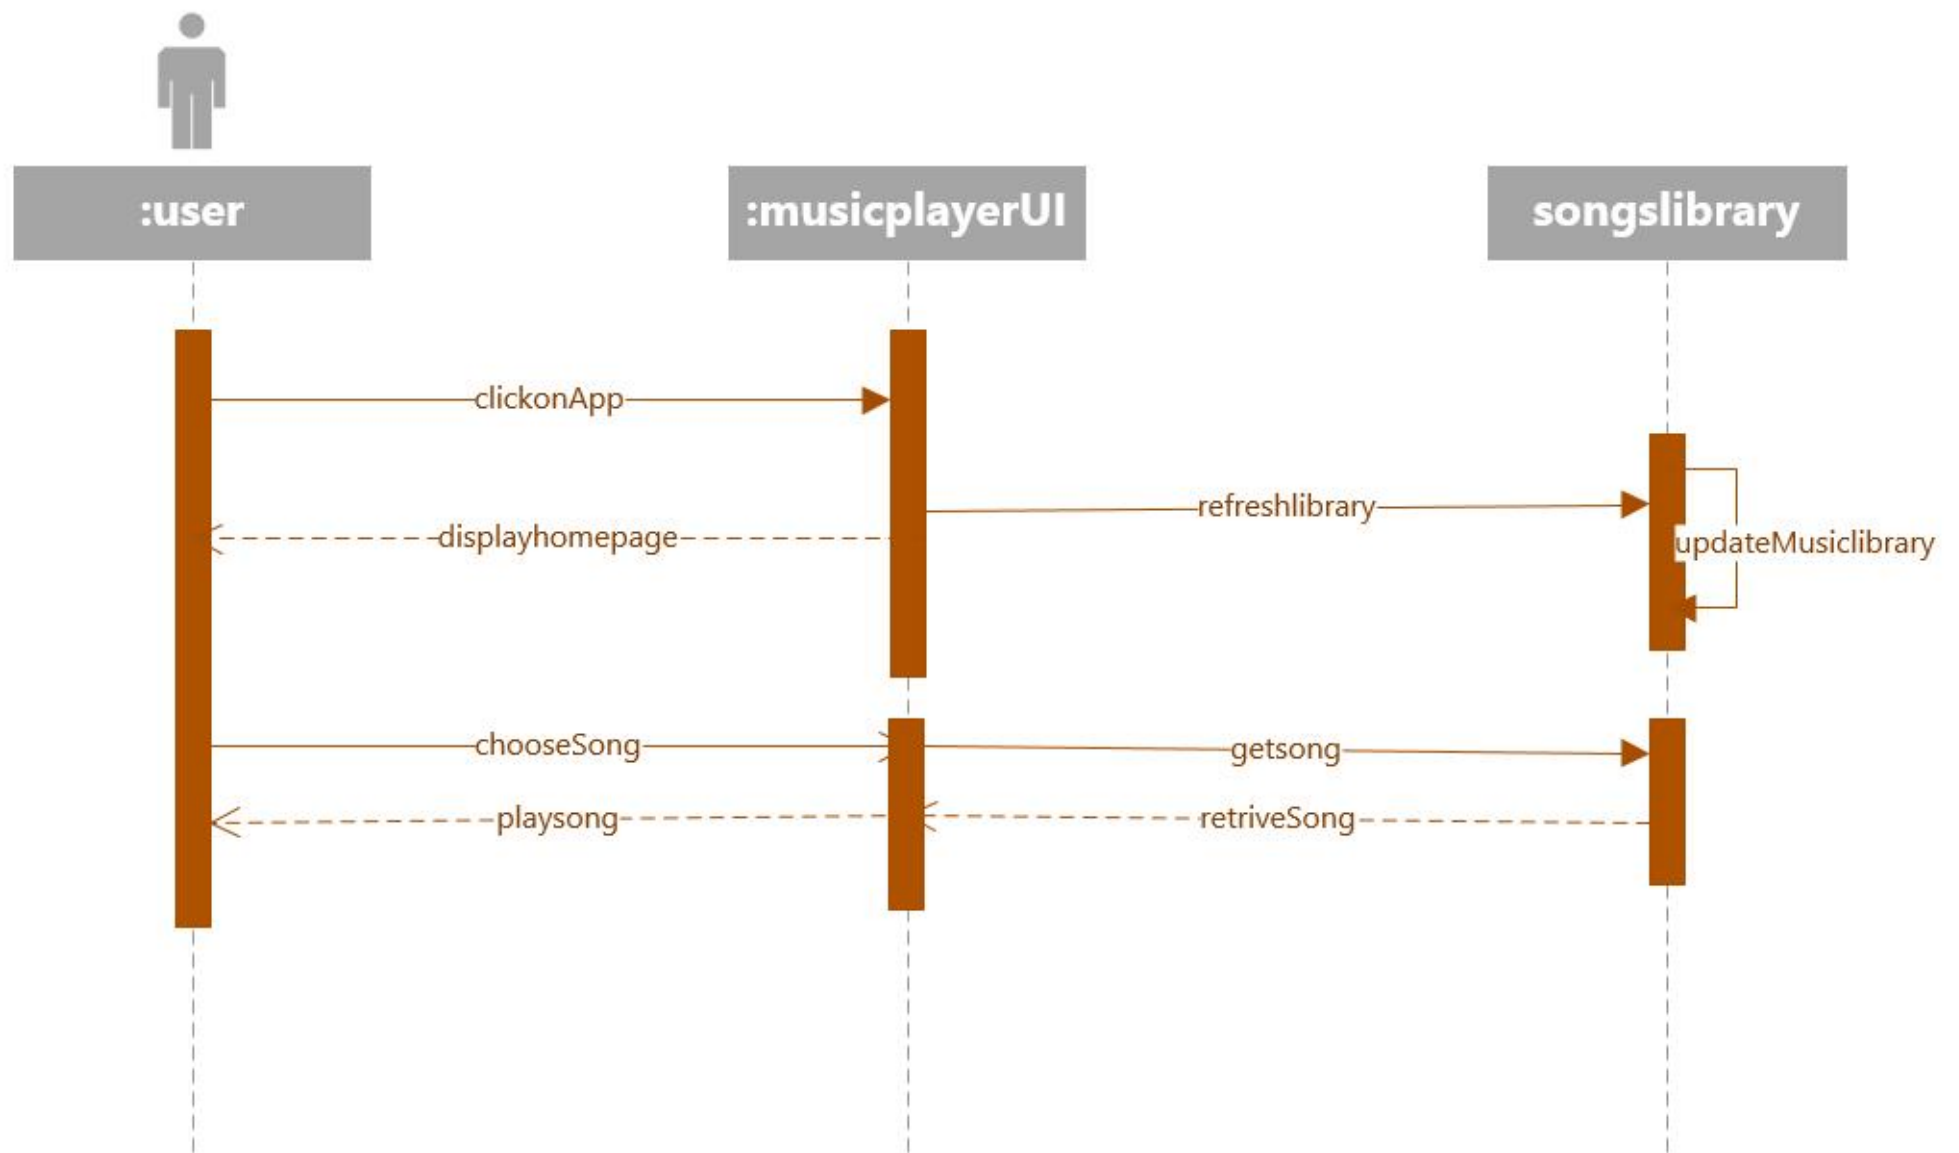 :user
:musicplayerUI
songslibrary
clickonApp
refreshlibrary
displayhomepage
updateMusiclibrary
chooseSong
getsong
playsong
retriveSong